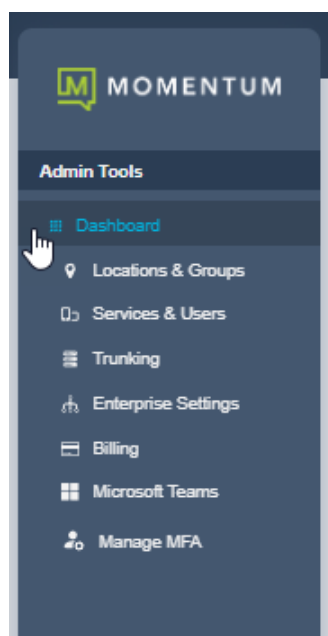 M MOMENTUM
Admin Tools
Dashboard
Locations & Groups
Services & Users
Trunking
Enterprise Settings
Billing
Microsoft Teams
Manage MFA